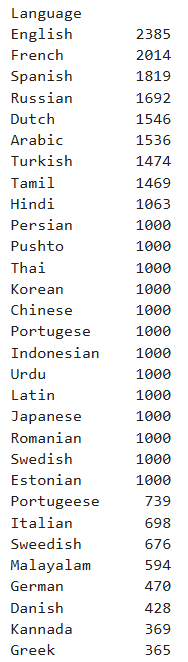 Language
English 2385
French 2014
Spanish 1819
Russian 1692
Dutch 1546
Arabic 1536
Turkish 1474
Tamil 1469
Hindi 1063
Persian 1000
Pushto 1000
Thai 1000
Korean 1000
Chinese 1000
Portugese 1000
Indonesian 1000
Urdu 1000
Latin 1000
Japanese 1000
Romanian 1000
Swedish 1000
Estonian 1000
Portugeese 739
Italian 698
Sweedish 676
Malayalam 594
German 470
Danish 428
Kannada 369
Greek 365